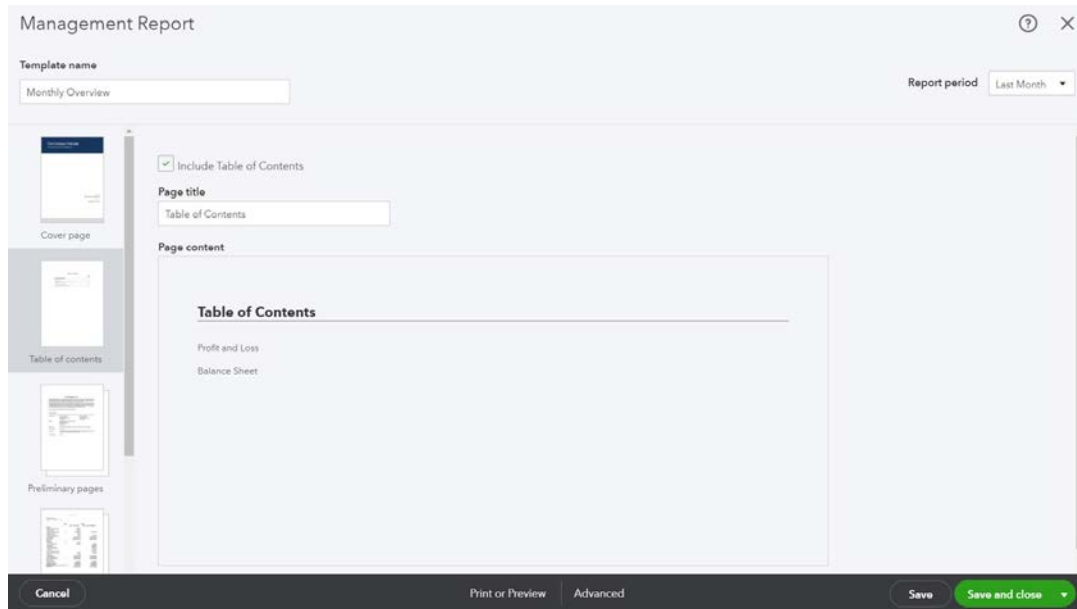 Management Report
Template name
Monthly Overview
Report period
Last Month
Cover page
Table of contents
Preliminary pages
Include Table of Contents
Page title
Table of Contents
Page content
Table of Contents
Profit and Loss
Balance Sheet
Cancel
Print or Preview
Advanced
Save
Save and close